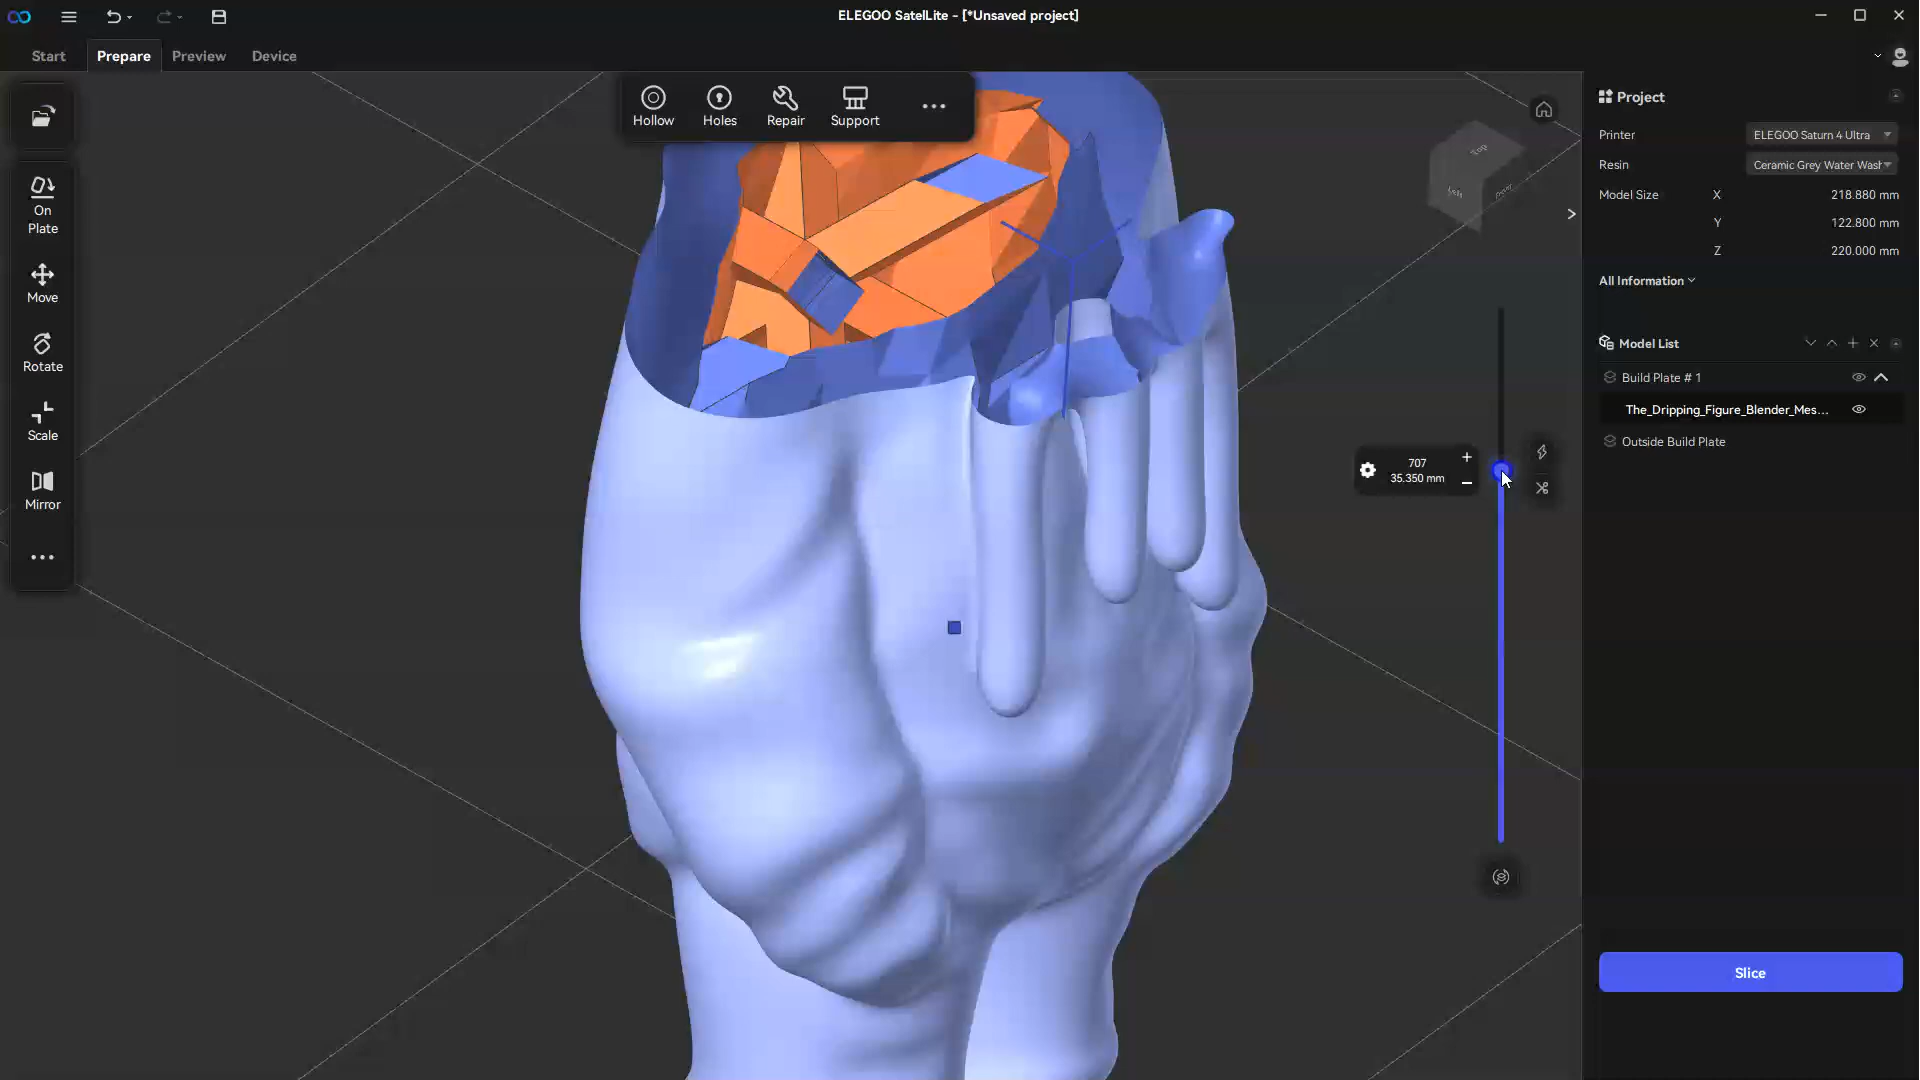 ELEGOO SatelLite - [*Unsaved project]
Start
Prepare
Preview
Device
Hollow
Holes
Repair
Support
On
Plate
Move
Rotate
Scale
Mirror
Top
Left
Project
Printer
ELEGOO Saturn 4 Ultra
Resin
Ceramic Grey Water Wash
Model Size
X
218.880 mm
Y
122.800 mm
Z
220.000 mm
All Information
Model List
Build Plate # 1
The_Dripping_Figure_Blender_Mes...
Outside Build Plate
707
35.350 mm
Slice